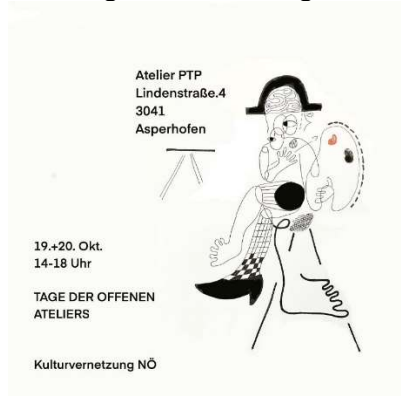 Atelier PTP
Lindenstraße.4
3041
Asperhofen
19.+20. Okt.
14-18 Uhr
TAGE DER OFFENEN
ATELIERS
Kulturvernetzung NÖ